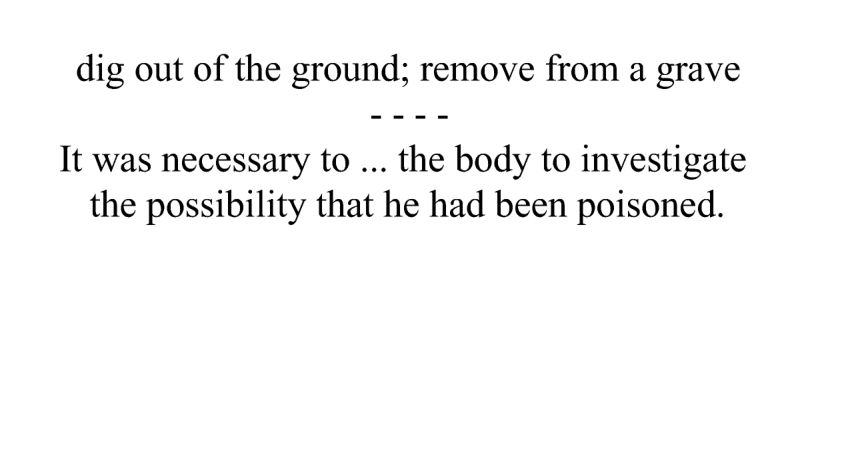 dig out of the ground; remove from a grave
- - - -
It was necessary to ... the body to investigate
the possibility that he had been poisoned.